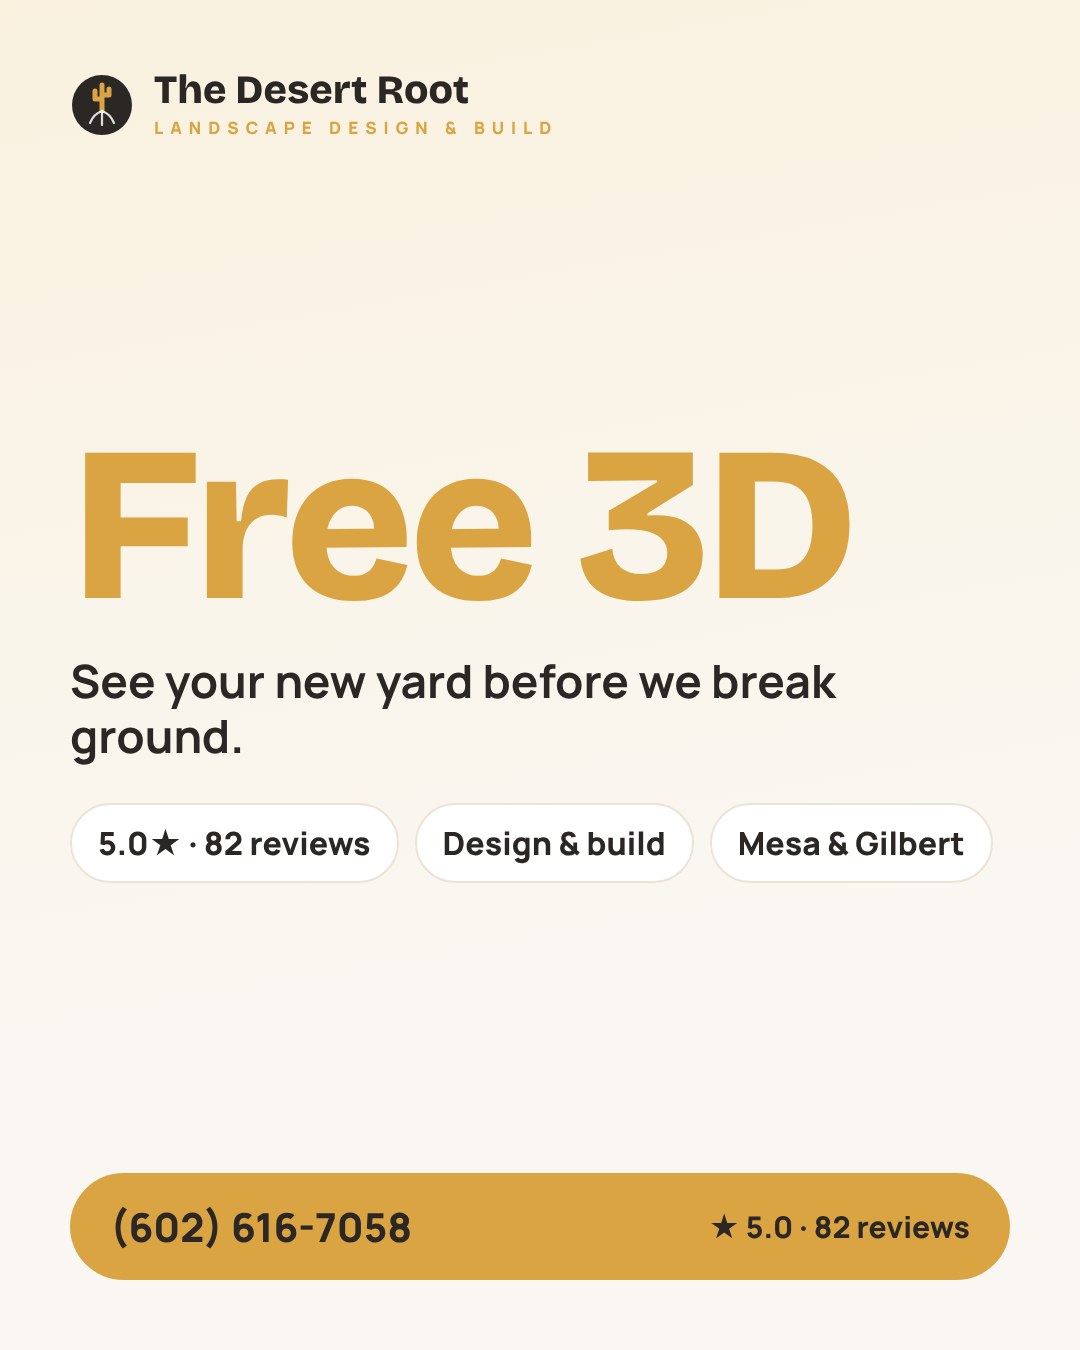 The Desert Root
LANDSCAPE DESIGN & BUILD
Free 3D
See your new yard before we break
ground.
5.0★ · 82 reviews
Design & build
Mesa & Gilbert
(602) 616-7058
★ 5.0 · 82 reviews